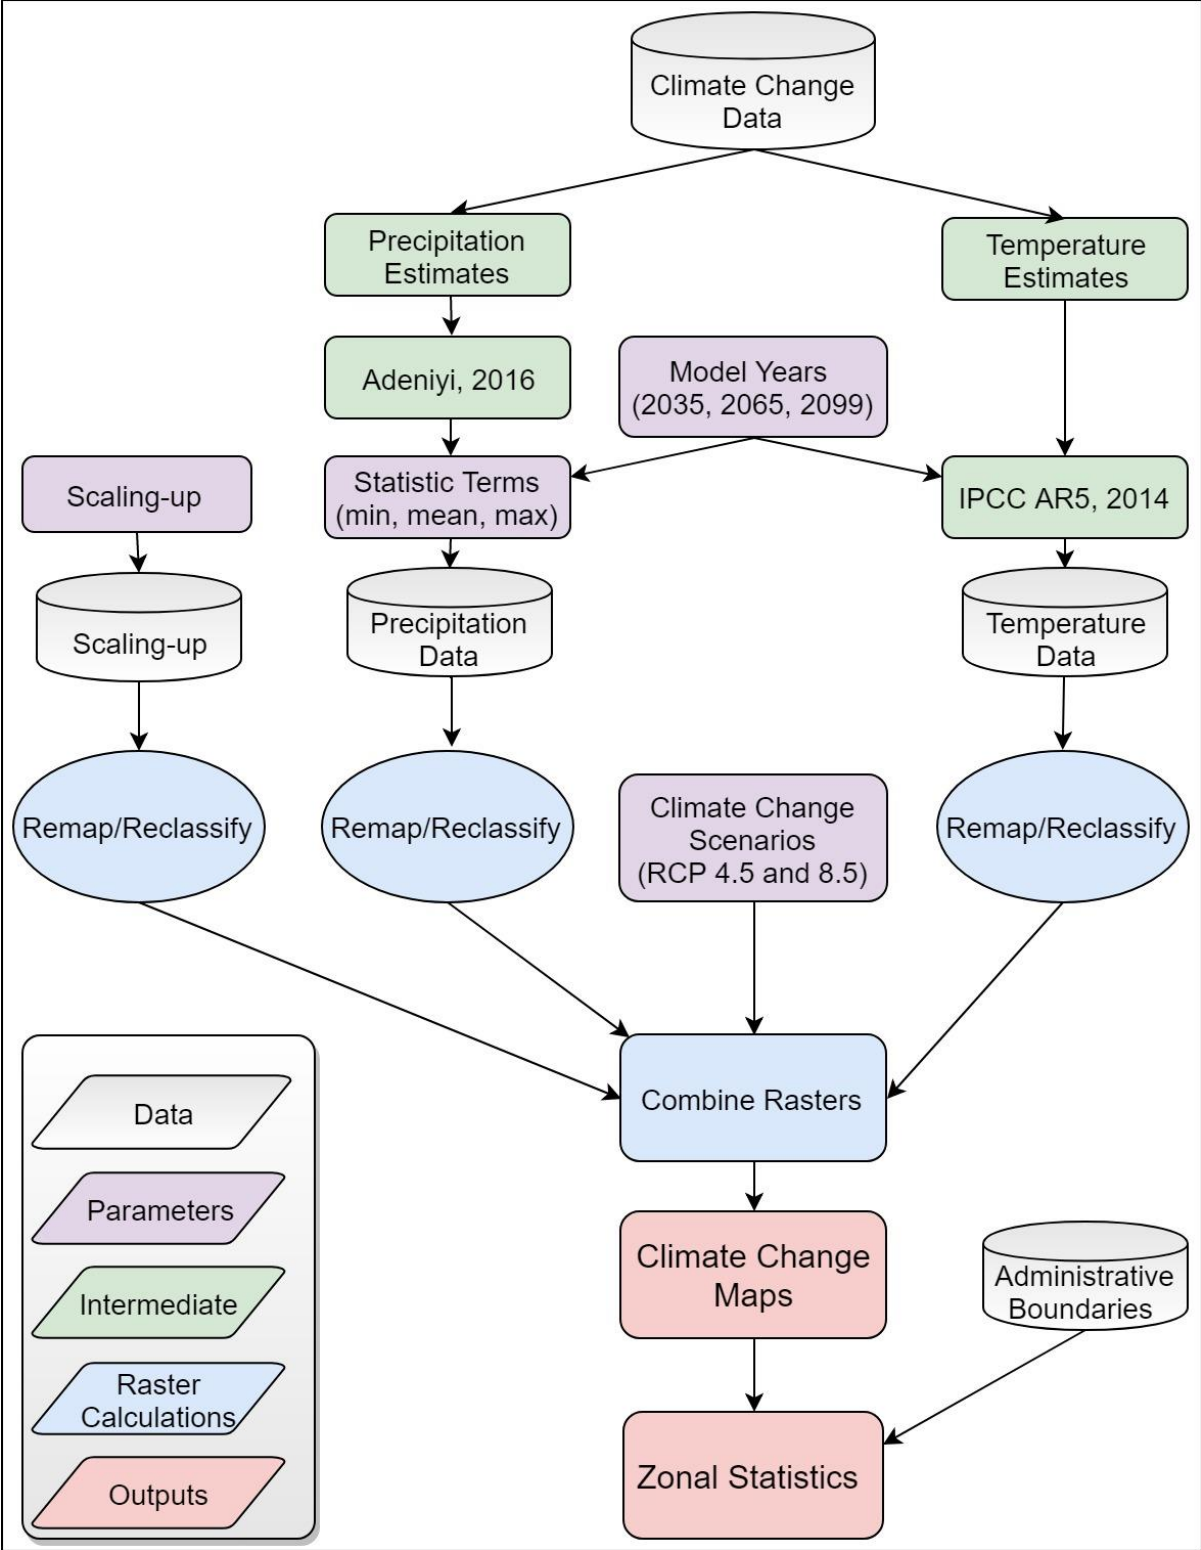 Climate Change
Data
Precipitation
Estimates
Temperature
Estimates
Adeniyi, 2016
Model Years
(2035, 2065, 2099)
Scaling-up
Statistic Terms
(min, mean, max)
IPCC AR5, 2014
Scaling-up
Precipitation
Data
Temperature
Data
Remap/Reclassify
Remap/Reclassify
Climate Change
Scenarios
(RCP 4.5 and 8.5)
Remap/Reclassify
Combine Rasters
Climate Change
Maps
Administrative
Boundaries
Zonal Statistics
Data
Parameters
Intermediate
Raster
Calculations
Outputs